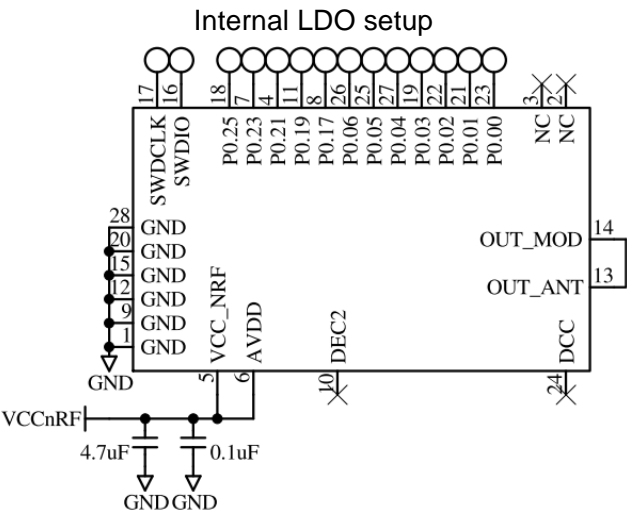 Internal LDO setup
17 16 18 7 4 11 8 26 25 27 19 22 21 23 3 2
SWDCLK SWDIO P0.25 P0.23 P0.21 P0.19 P0.17 P0.06 P0.05 P0.04 P0.03 P0.02 P0.01 P0.00 NC NC
28 GND
20 GND
15 GND
12 GND
9 GND
1 GND
OUT_MOD 14
OUT_ANT 13
VCC_NRF AVDD DEC2 DCC
5 6 10 24
GND
VCCnRF
4.7uF 0.1uF
GND GND